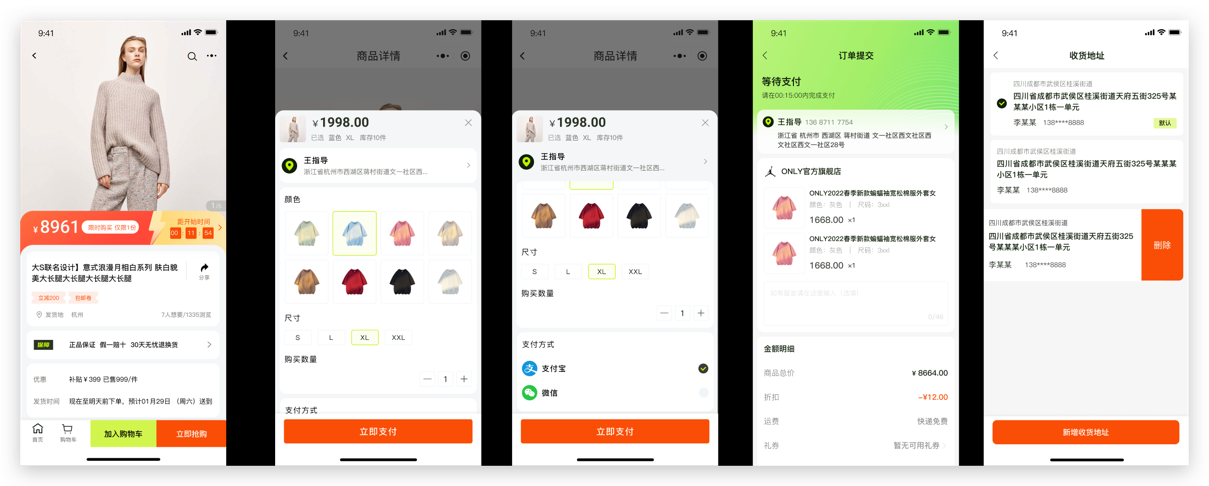 9:41
1/5
¥ 8961
限时购买 仅限1份
距开始时间
00 : 11 : 54
大S联名设计】意式浪漫月相白系列 肤白貌
美大长腿大长腿大长腿大长腿
分享
立减200
包邮卷
发货地 杭州
7人想要/1335浏览
保障
正品保证 假一赔十 30天无忧退换货
优惠
补贴￥399 已售999/件
发货时间
现在至明天前下单，预计01月29日 （周六）送到
首页
购物车
加入购物车
立即抢购
9:41
商品详情
￥1998.00
已选 蓝色 XL 库存10件
王指导
浙江省杭州市西湖区蒋村街道文一社区西...
颜色
尺寸
S
L
XL
XXL
购买数量
1
支付方式
立即支付
9:41
商品详情
￥1998.00
已选 蓝色 XL 库存10件
王指导
浙江省杭州市西湖区蒋村街道文一社区西...
尺寸
S
L
XL
XXL
购买数量
1
支付方式
支付宝
微信
立即支付
9:41
订单提交
等待支付
请在00:15:00内完成支付
王指导 136 8711 7754
浙江省 杭州市 西湖区 蒋村街道 文一社区西文社区西
文社区西文一社区28号
ONLY官方旗舰店
ONLY2022春季新款蝙蝠袖宽松棉服外套女
颜色：灰色 | 尺码：3xxl
1668.00 ×1
ONLY2022春季新款蝙蝠袖宽松棉服外套女
颜色：灰色 | 尺码：3xxl
1668.00 ×1
金额明细
商品总价
¥ 8664.00
折扣
-¥12.00
运费
快递免费
礼券
暂无可用礼券
9:41
收货地址
四川成都市武侯区桂溪街道
四川省成都市武侯区桂溪街道天府五街325号某
某某小区1栋一单元
李某某 138****8888
默认
四川成都市武侯区桂溪街道
四川省成都市武侯区桂溪街道天府五街325号某某某
小区1栋一单元
李某某 138****8888
四川成都市武侯区桂溪街道
四川省成都市武侯区桂溪街道天府五街325
号某某某小区1栋一单元
李某某 138****8888
删除
新增收货地址